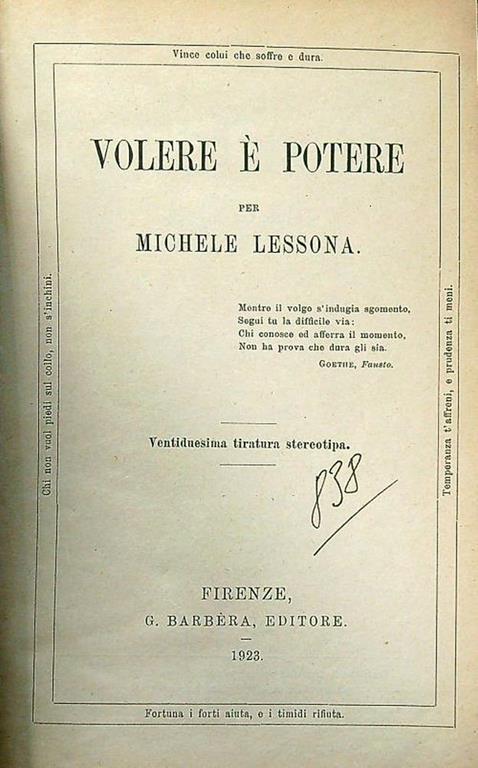 Vince colui che soffre e dura.
VOLERE È POTERE
PER
MICHELE LESSONA.
Mentre il volgo s'indugia sgomento,
Segui tu la difficile via:
Chi conosce ed afferra il momento,
Non ha prova che dura gli sia.
GOETHE, Fausto.
Ventiduesima tiratura stereotipa.
838
FIRENZE,
G. BARBÈRA, EDITORE.
1923.
Chi non vuol piedi sul collo, non s'inchini.
Temperanza t'affreni, e prudenza ti meni.
Fortuna i forti aiuta, e i timidi rifiuta.